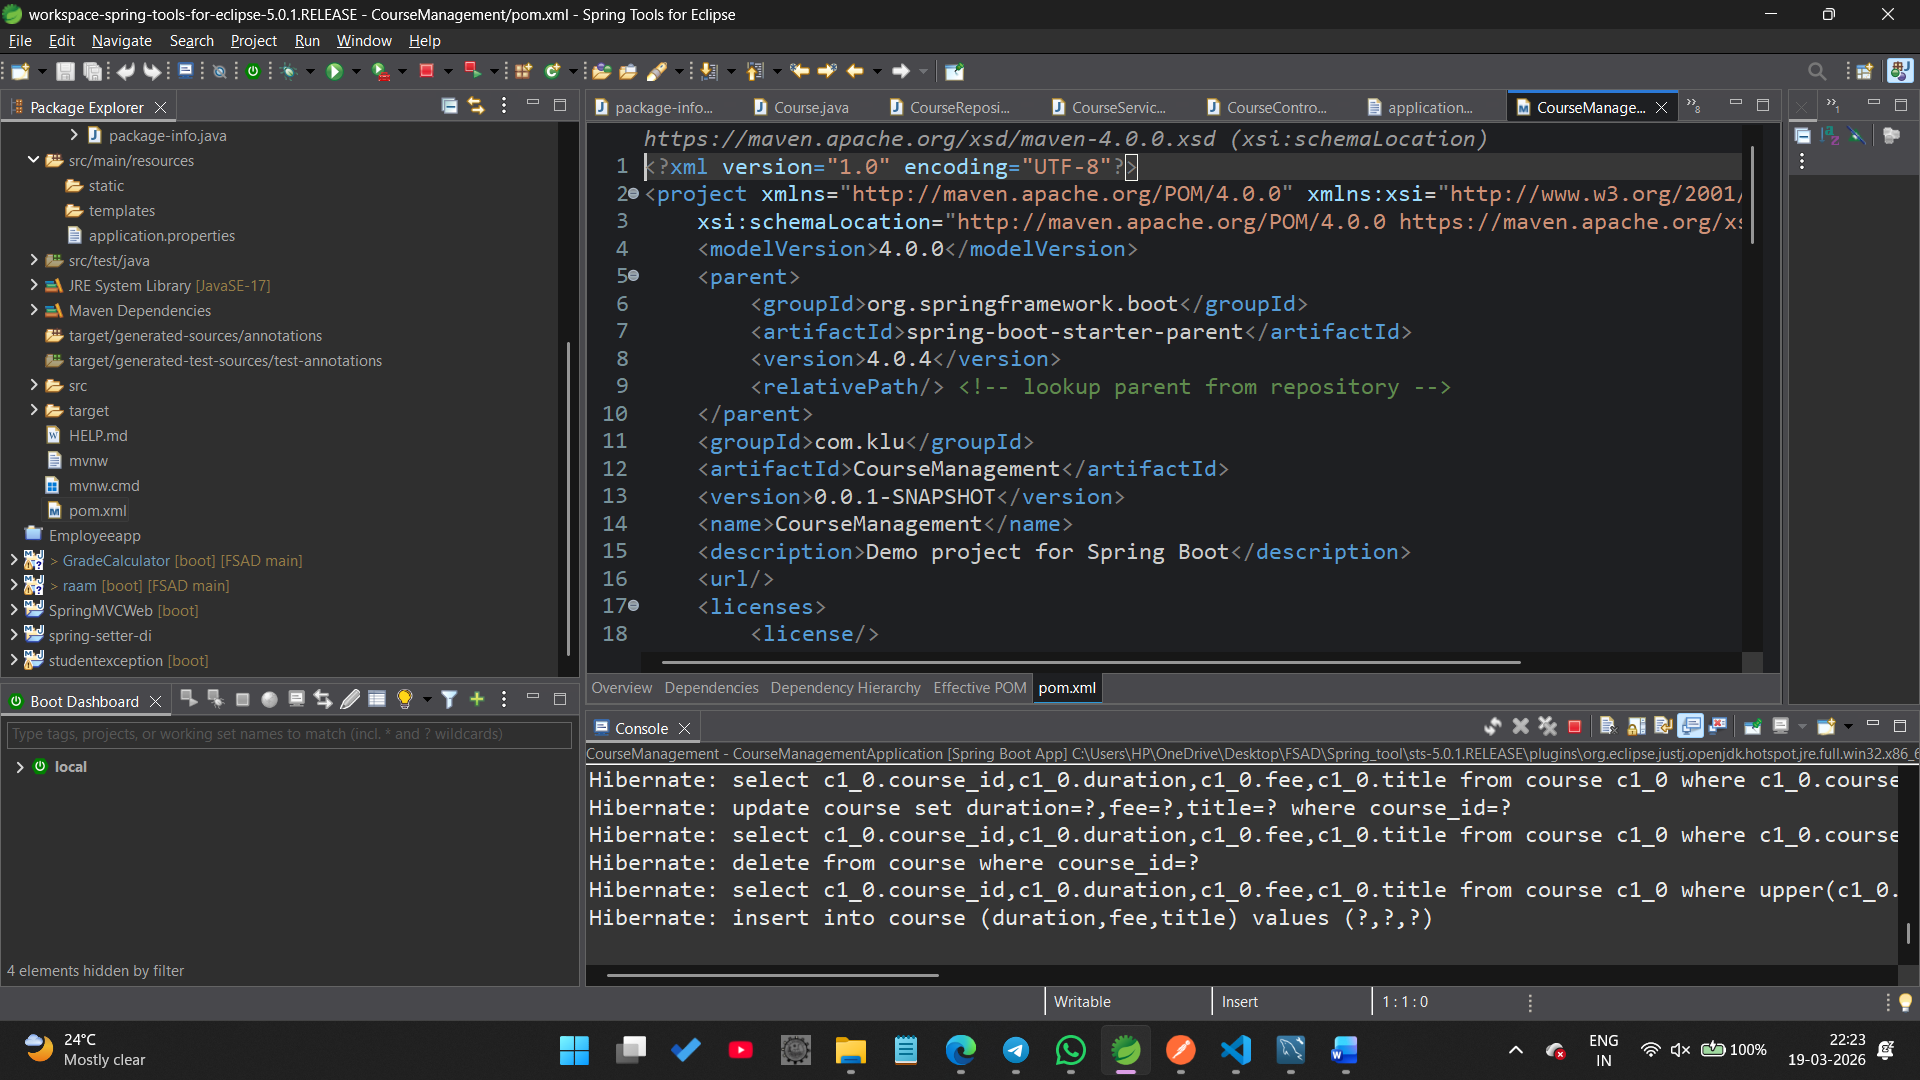 workspace-spring-tools-for-eclipse-5.0.1.RELEASE - CourseManagement/pom.xml - Spring Tools for Eclipse
File Edit Navigate Search Project Run Window Help
Package Explorer
package-info.java
src/main/resources
static
templates
application.properties
src/test/java
JRE System Library [JavaSE-17]
Maven Dependencies
target/generated-sources/annotations
target/generated-test-sources/test-annotations
src
target
HELP.md
mvnw
mvnw.cmd
pom.xml
Employeeapp
> GradeCalculator [boot] [FSAD main]
> raam [boot] [FSAD main]
SpringMVCWeb [boot]
spring-setter-di
studentexception [boot]
Boot Dashboard
Type tags, projects, or working set names to match (incl. * and ? wildcards)
local
4 elements hidden by filter
package-info... Course.java CourseReposi... CourseServic... CourseContro... application... CourseManage... »8 »1
https://maven.apache.org/xsd/maven-4.0.0.xsd (xsi:schemaLocation)
1 <?xml version="1.0" encoding="UTF-8"?>
2 <project xmlns="http://maven.apache.org/POM/4.0.0" xmlns:xsi="http://www.w3.org/2001/
3 xsi:schemaLocation="http://maven.apache.org/POM/4.0.0 https://maven.apache.org/xs
4 <modelVersion>4.0.0</modelVersion>
5 <parent>
6 <groupId>org.springframework.boot</groupId>
7 <artifactId>spring-boot-starter-parent</artifactId>
8 <version>4.0.4</version>
9 <relativePath/> <!-- lookup parent from repository -->
10 </parent>
11 <groupId>com.klu</groupId>
12 <artifactId>CourseManagement</artifactId>
13 <version>0.0.1-SNAPSHOT</version>
14 <name>CourseManagement</name>
15 <description>Demo project for Spring Boot</description>
16 <url/>
17 <licenses>
18 <license/>
Overview Dependencies Dependency Hierarchy Effective POM pom.xml
Console
CourseManagement - CourseManagementApplication [Spring Boot App] C:\Users\HP\OneDrive\Desktop\FSAD\Spring_tool\sts-5.0.1.RELEASE\plugins\org.eclipse.justj.openjdk.hotspot.jre.full.win32.x86_6
Hibernate: select c1_0.course_id,c1_0.duration,c1_0.fee,c1_0.title from course c1_0 where c1_0.course
Hibernate: update course set duration=?,fee=?,title=? where course_id=?
Hibernate: select c1_0.course_id,c1_0.duration,c1_0.fee,c1_0.title from course c1_0 where c1_0.course
Hibernate: delete from course where course_id=?
Hibernate: select c1_0.course_id,c1_0.duration,c1_0.fee,c1_0.title from course c1_0 where upper(c1_0.
Hibernate: insert into course (duration,fee,title) values (?,?,?)
Writable Insert 1 : 1 : 0
24°C
Mostly clear
ENG
IN
100%
22:23
19-03-2026